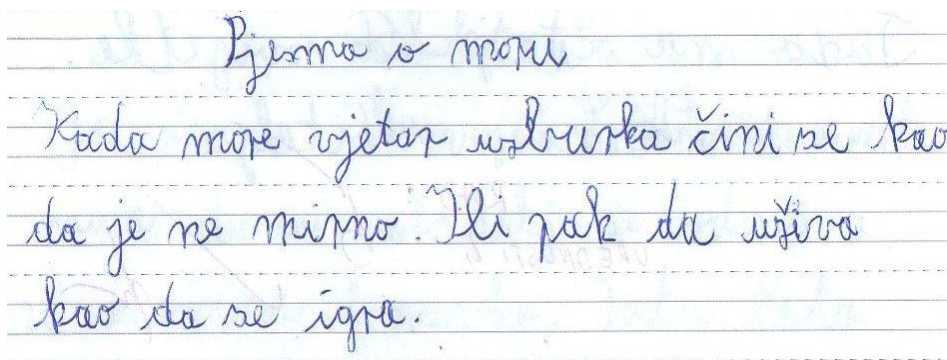 Pjesma o moru
Kada more vjetar uzburka čini se kao
da je ne mirno. Ili pak da uživa
kao da se igra.